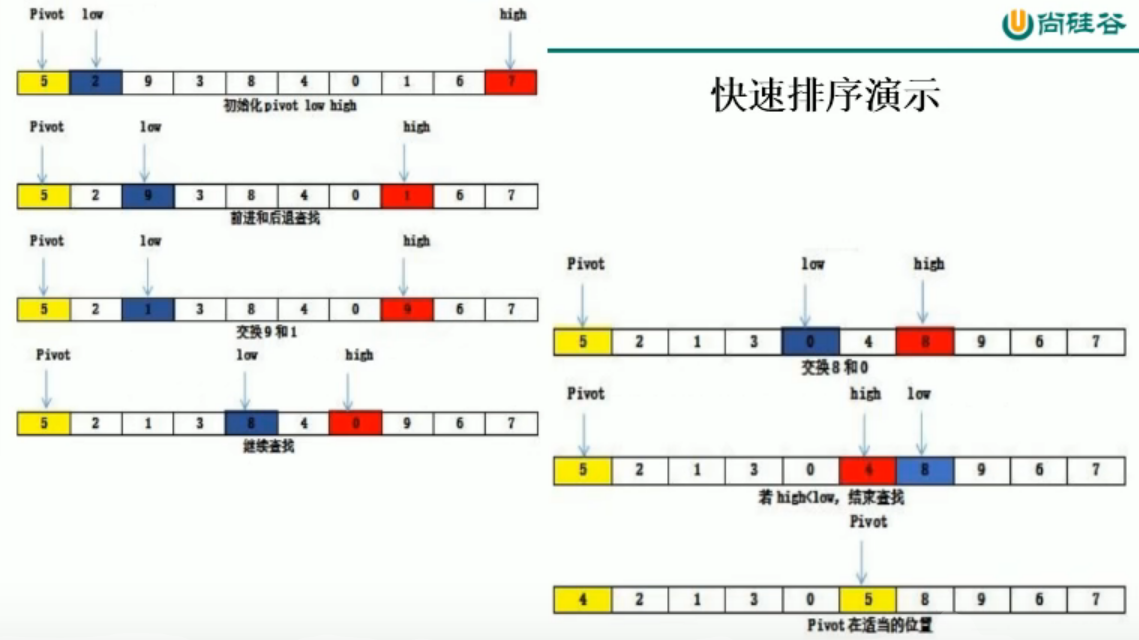 尚硅谷
快速排序演示
Pivot low high
5 2 9 3 8 4 0 1 6 7
初始化pivot low high
Pivot low high
5 2 9 3 8 4 0 1 6 7
前进和后退查找
Pivot low high
5 2 1 3 8 4 0 9 6 7
交换9和1
Pivot low high
5 2 1 3 8 4 0 9 6 7
继续查找
Pivot low high
5 2 1 3 0 4 8 9 6 7
交换8和0
Pivot high low
5 2 1 3 0 4 8 9 6 7
若high<low, 结束查找
Pivot
4 2 1 3 0 5 8 9 6 7
Pivot在适当的位置